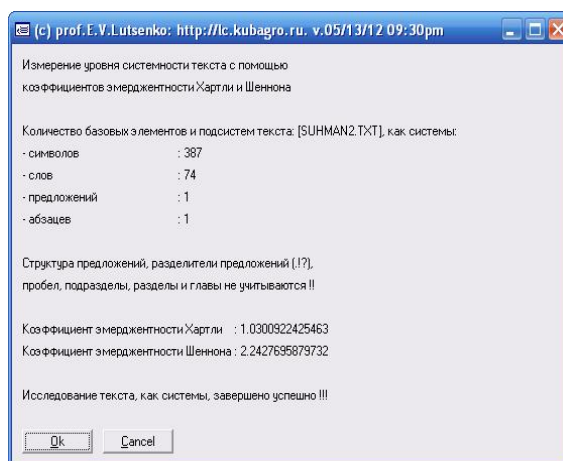 (c) prof.E.V.Lutsenko: http://lc.kubagro.ru. v.05/13/12 09:30pm
Измерение уровня системности текста с помощью
коэффициентов эмерджентности Хартли и Шеннона
Количество базовых элементов и подсистем текста: [SUHMAN2.TXT], как системы:
- символов : 387
- слов : 74
- предложений : 1
- абзацев : 1
Структура предложений, разделители предложений (.!?),
пробел, подразделы, разделы и главы не учитываются !!
Коэффициент эмерджентности Хартли : 1.0300922425463
Коэффициент эмерджентности Шеннона : 2.2427695879732
Исследование текста, как системы, завершено успешно !!!
Ok Cancel